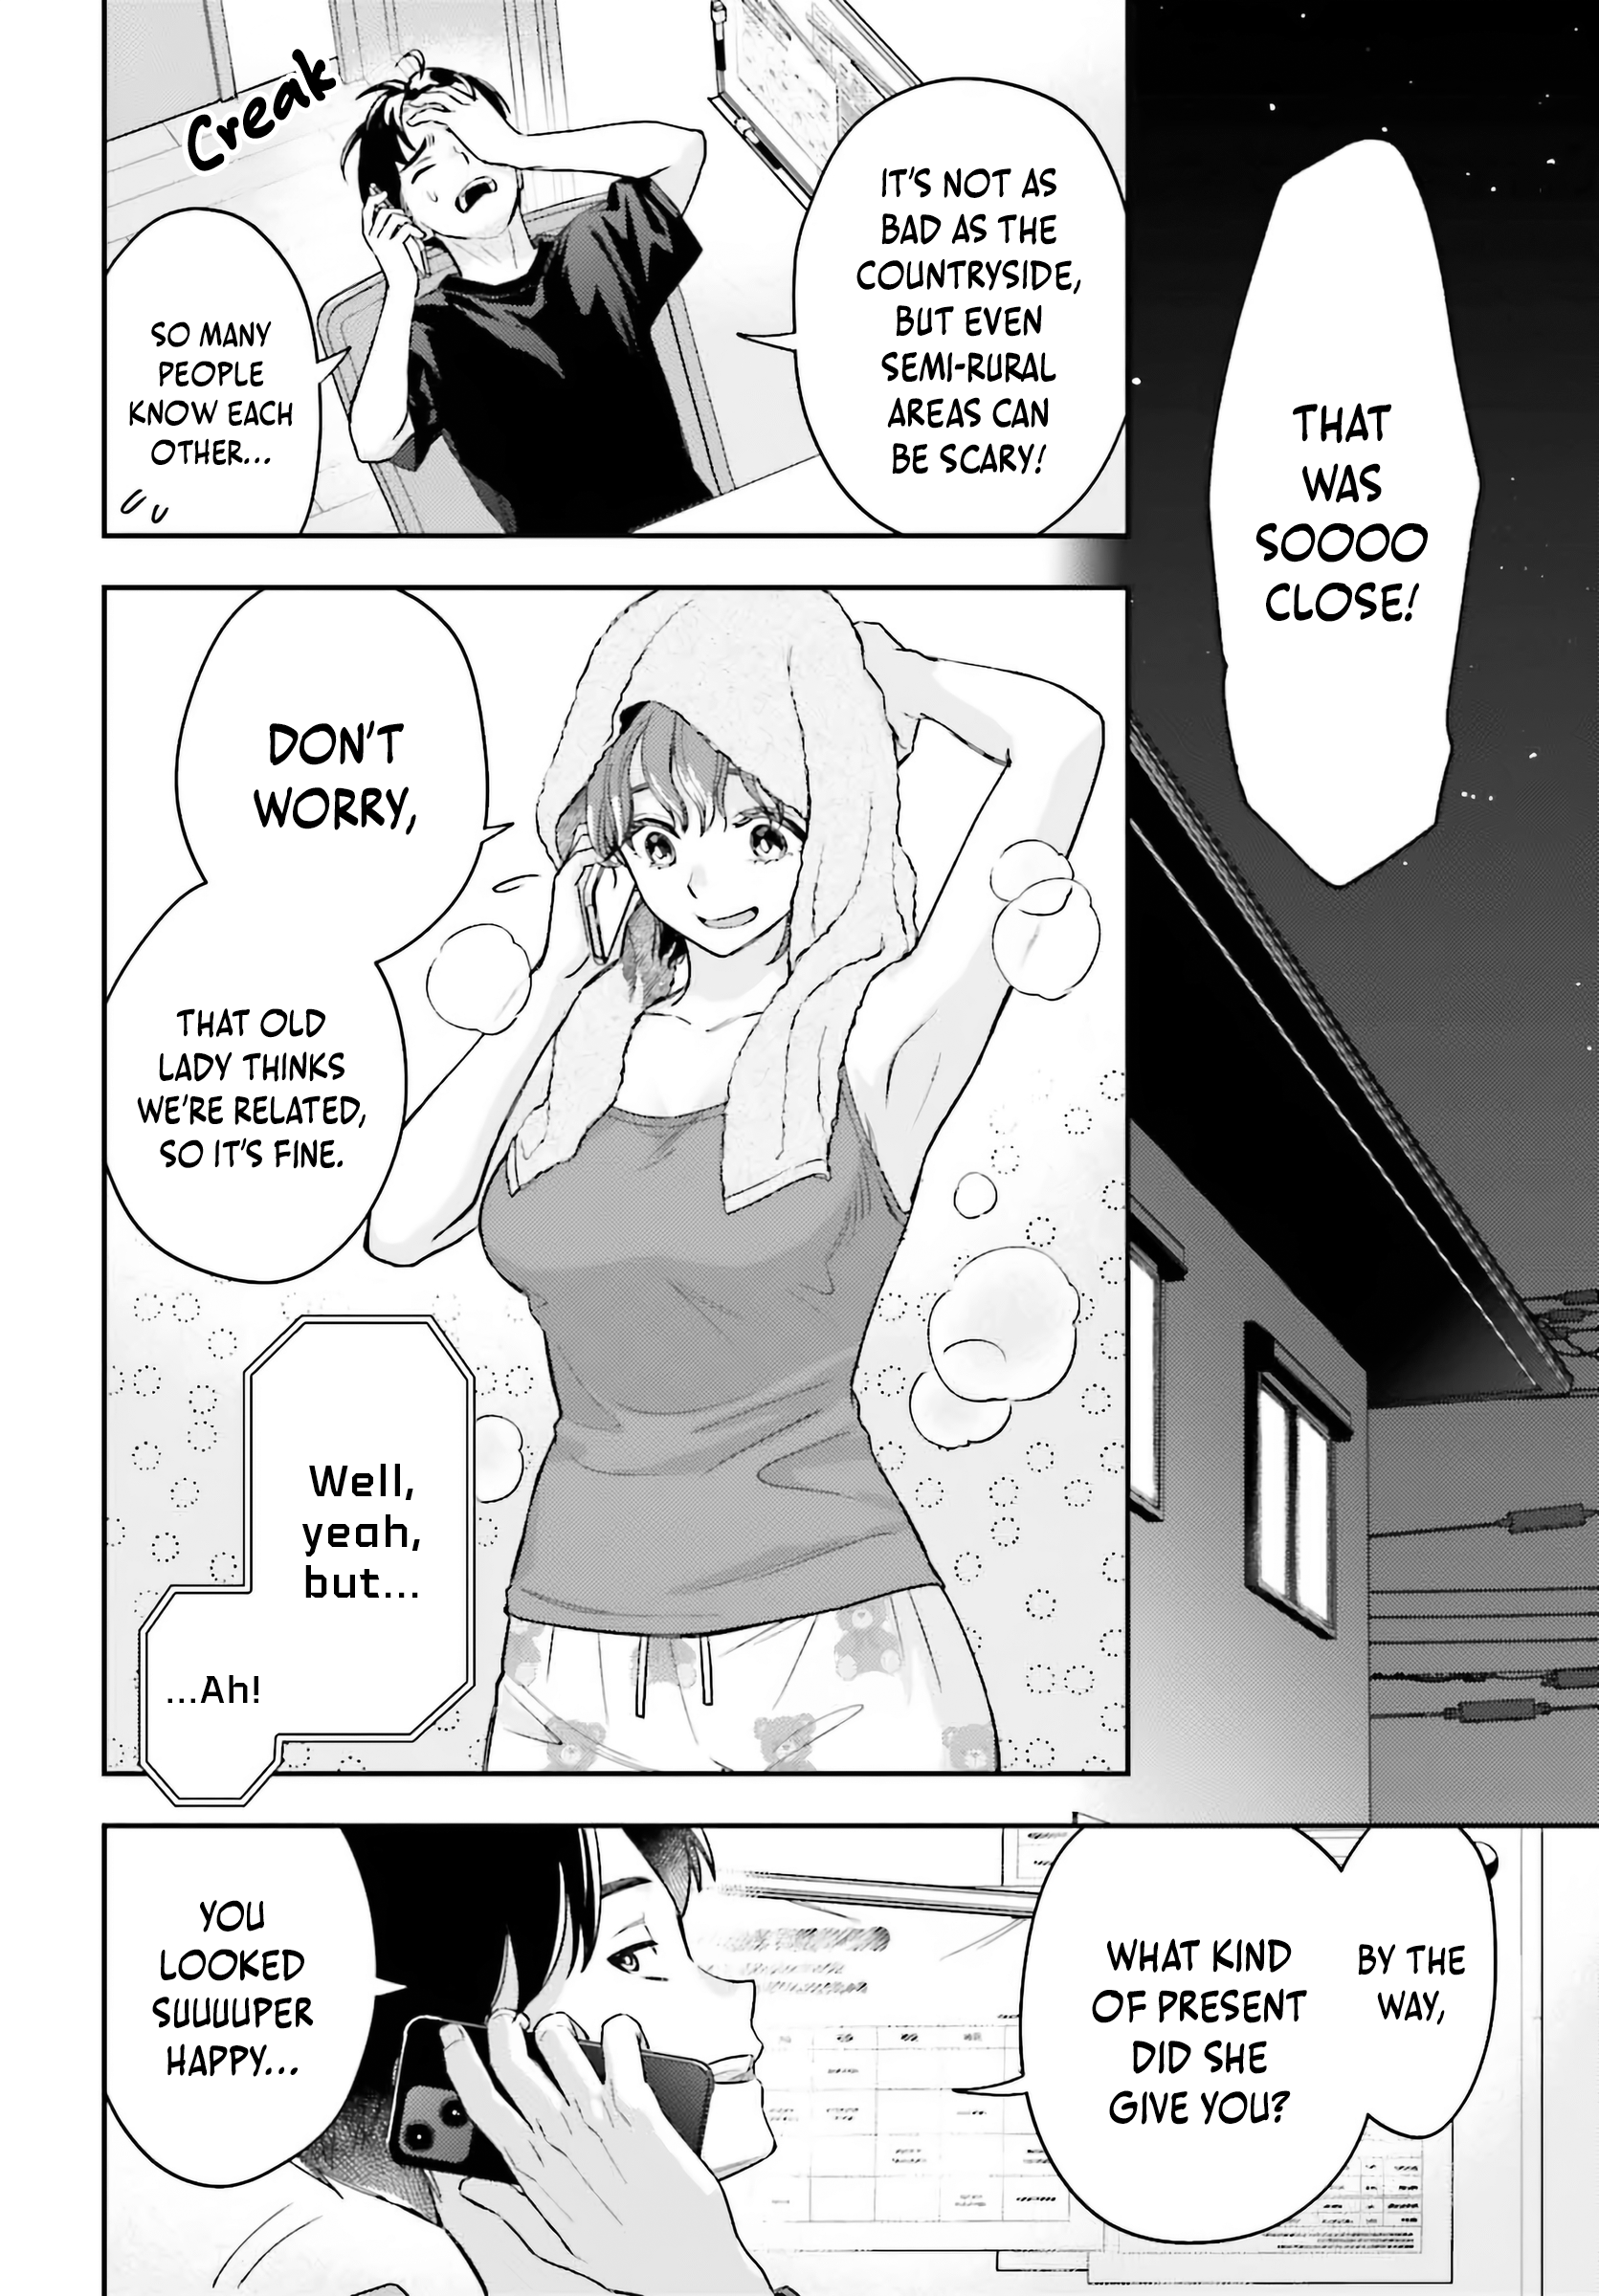 THAT
WAS
SOOOO
CLOSE!
IT'S NOT AS
BAD AS THE
COUNTRYSIDE,
BUT EVEN
SEMI-RURAL
AREAS CAN
BE SCARY!
Creak
SO MANY
PEOPLE
KNOW EACH
OTHER...
DON'T
WORRY,
THAT OLD
LADY THINKS
WE'RE RELATED,
SO IT'S FINE.
Well,
yeah,
but...
...Ah!
BY THE
WAY,
WHAT KIND
OF PRESENT
DID SHE
GIVE YOU?
YOU
LOOKED
SUUUUPER
HAPPY...